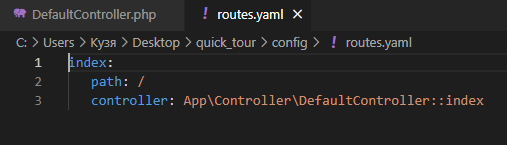 DefaultController.php
routes.yaml
C: > Users > Кузя > Desktop > quick_tour > config > routes.yaml
1 index:
2 path: /
3 controller: App\Controller\DefaultController::index